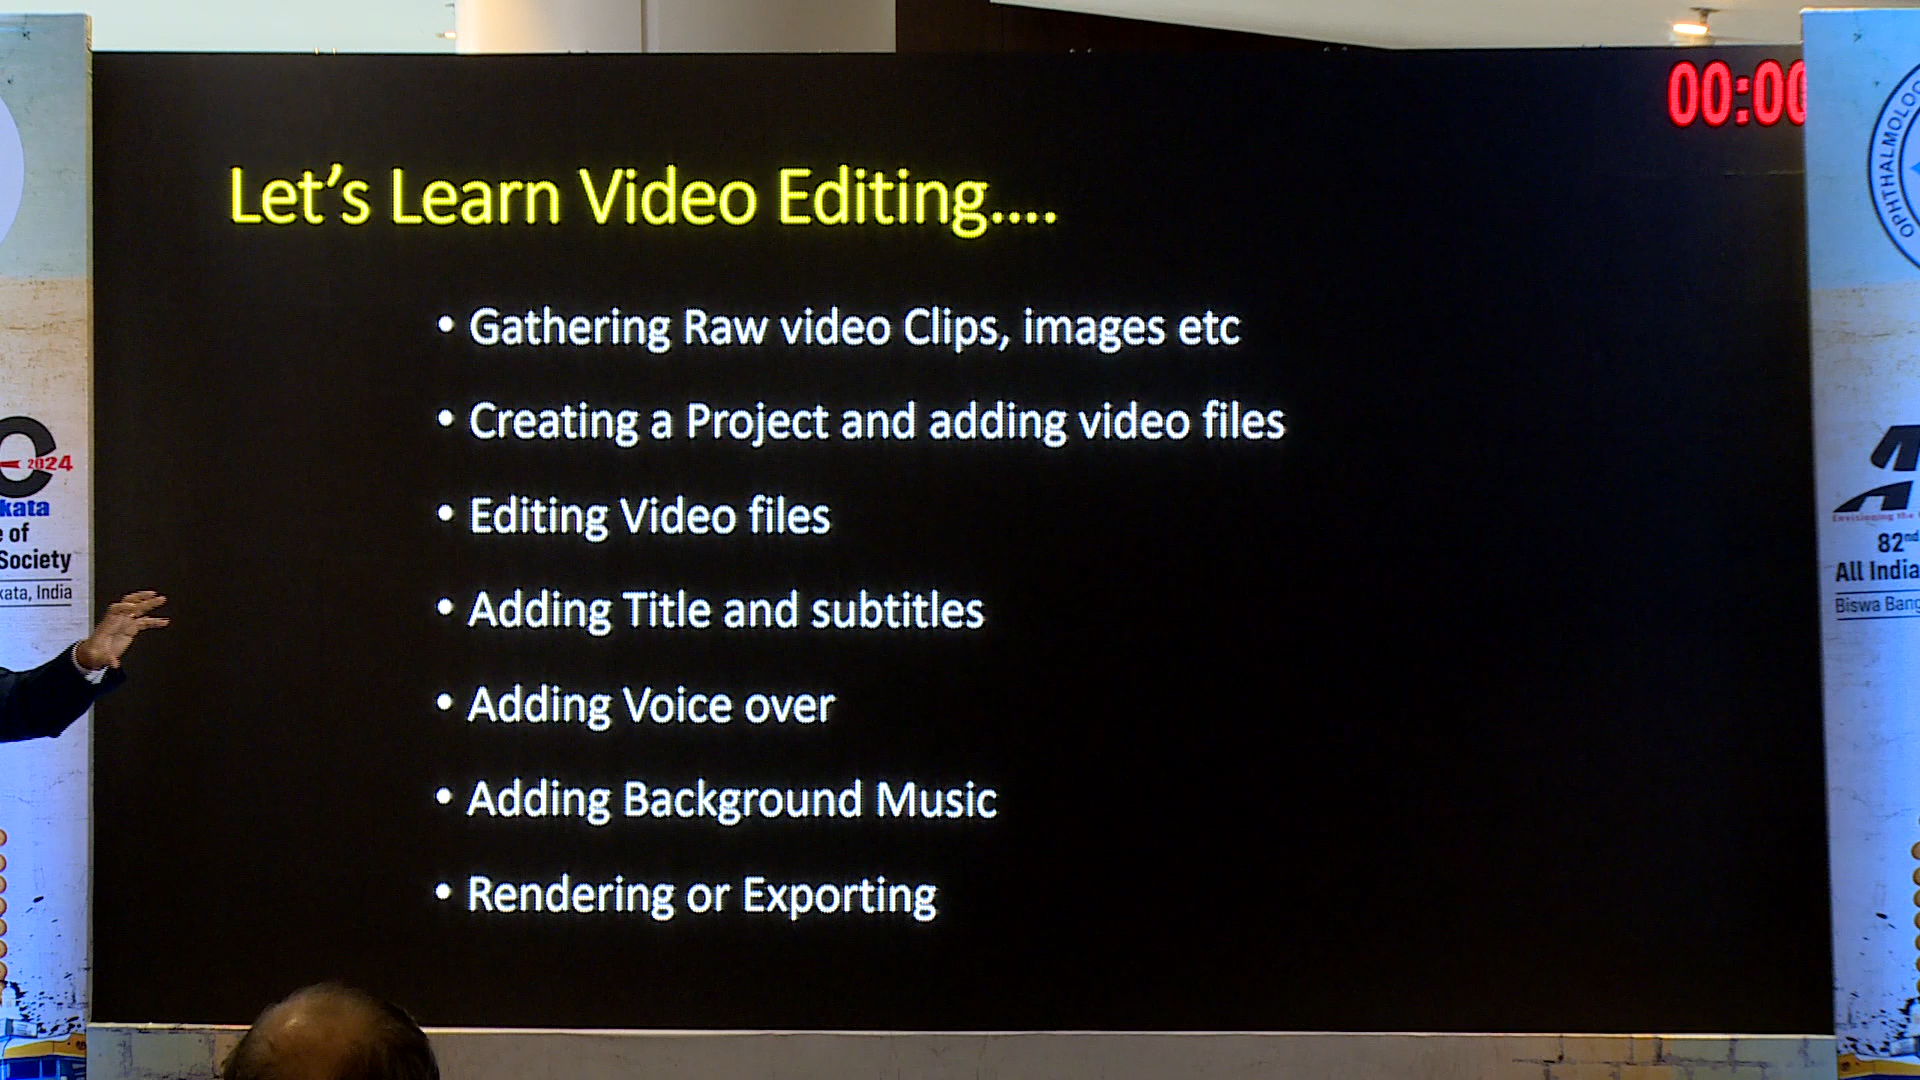 00:00
Let's Learn Video Editing....
• Gathering Raw video Clips, images etc
• Creating a Project and adding video files
• Editing Video files
• Adding Title and subtitles
• Adding Voice over
• Adding Background Music
• Rendering or Exporting
C
2024
kata
e of
Society
kata, India
OPHTHALMOLOG
82nd
All India
Biswa Bang